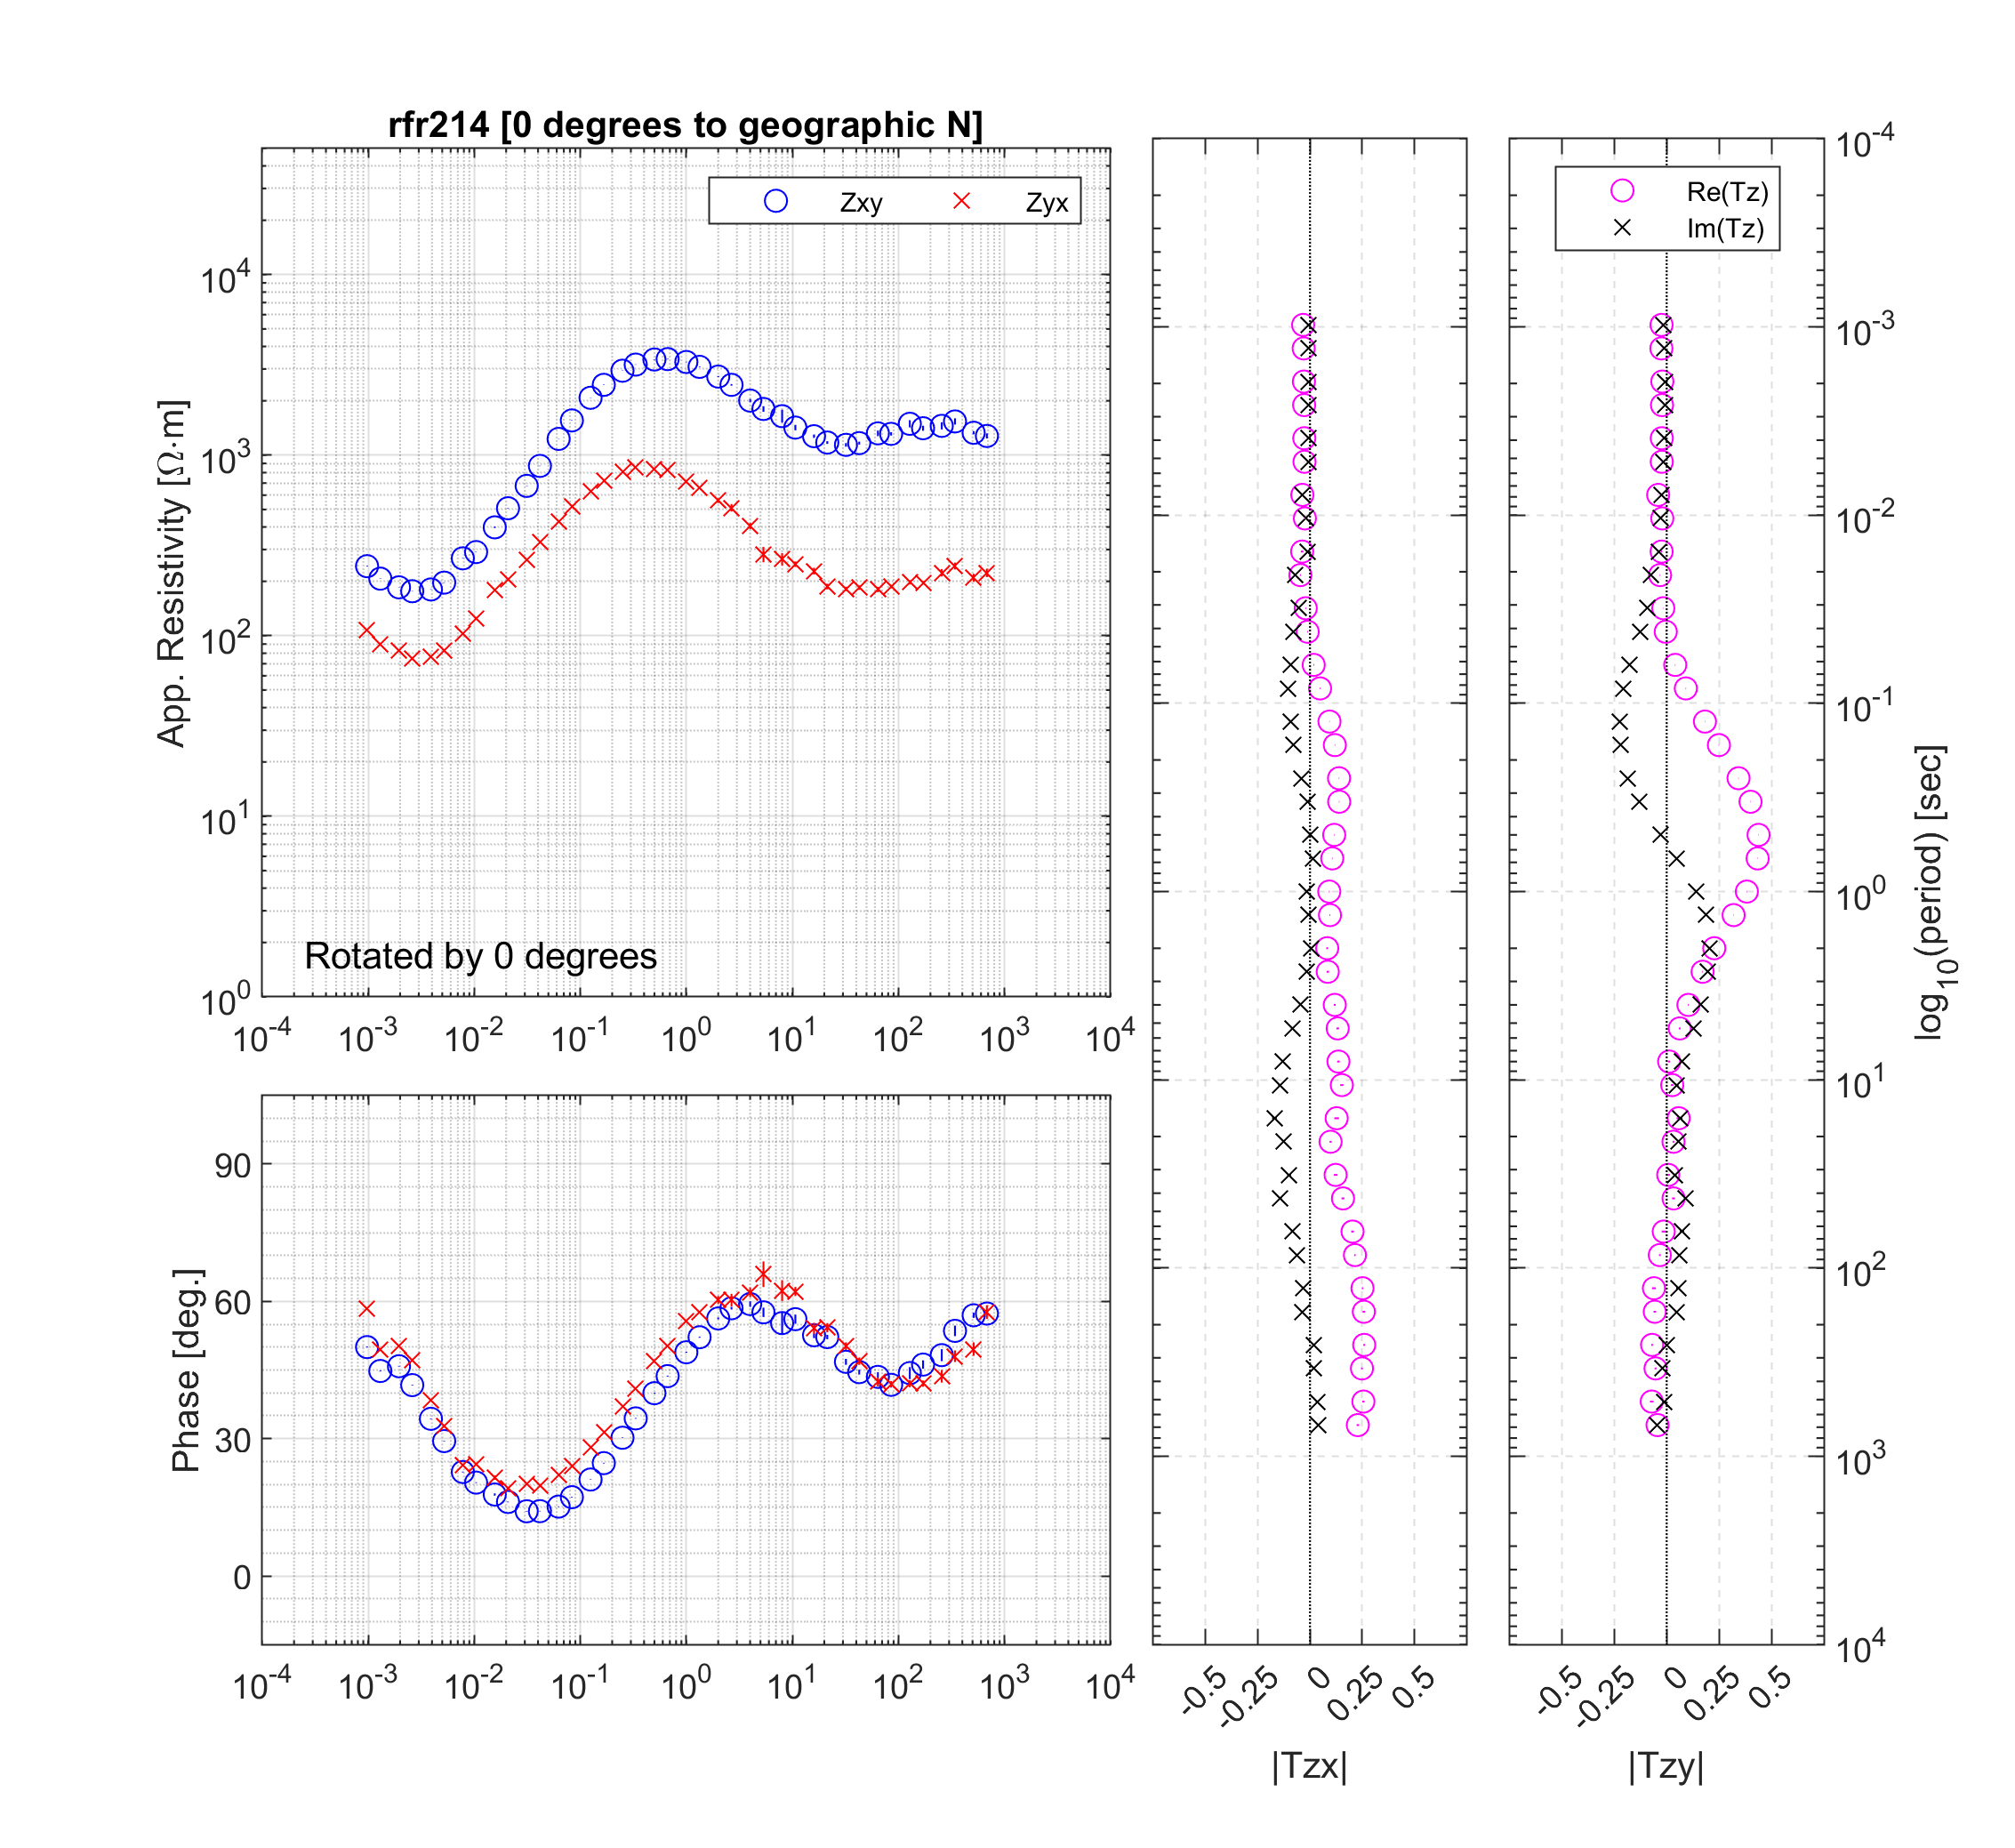 rfr214 [0 degrees to geographic N]
Zxy Zyx
App. Resistivity [Ω·m]
10^4
10^3
10^2
10^1
10^0
Rotated by 0 degrees
10^-4 10^-3 10^-2 10^-1 10^0 10^1 10^2 10^3 10^4
Phase [deg.]
90
60
30
0
10^-4 10^-3 10^-2 10^-1 10^0 10^1 10^2 10^3 10^4
-0.5 -0.25 0 0.25 0.5
|Tzx|
Re(Tz)
Im(Tz)
10^-4
10^-3
10^-2
10^-1
10^0
10^1
10^2
10^3
10^4
log_10(period) [sec]
-0.5 -0.25 0 0.25 0.5
|Tzy|